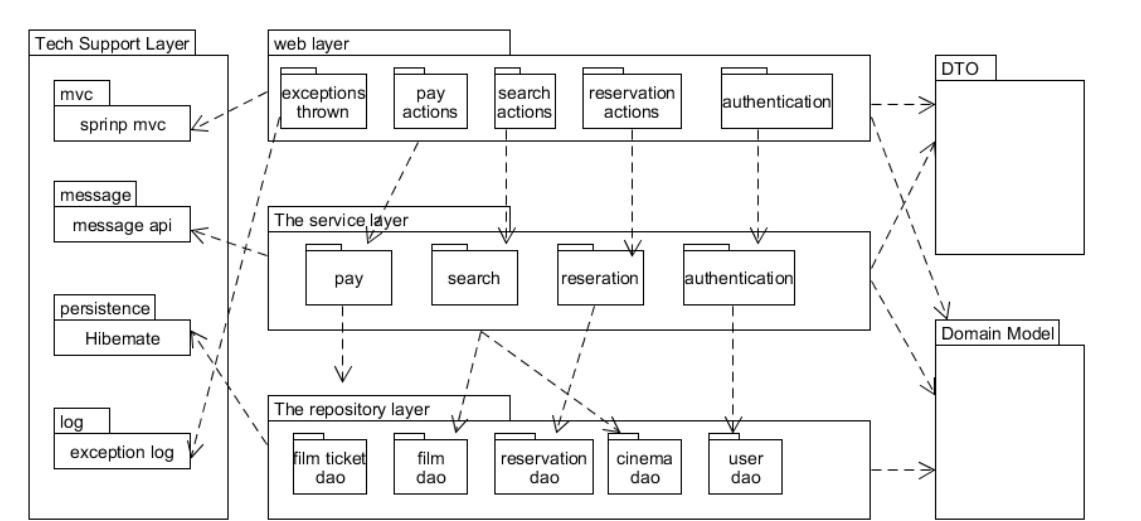 Tech Support Layer
mvc
sprinp mvc
message
message api
persistence
Hibemate
log
exception log
web layer
exceptions
thrown
pay
actions
search
actions
reservation
actions
authentication
The service layer
pay
search
reseration
authentication
The repository layer
film ticket
dao
film
dao
reservation
dao
cinema
dao
user
dao
DTO
Domain Model